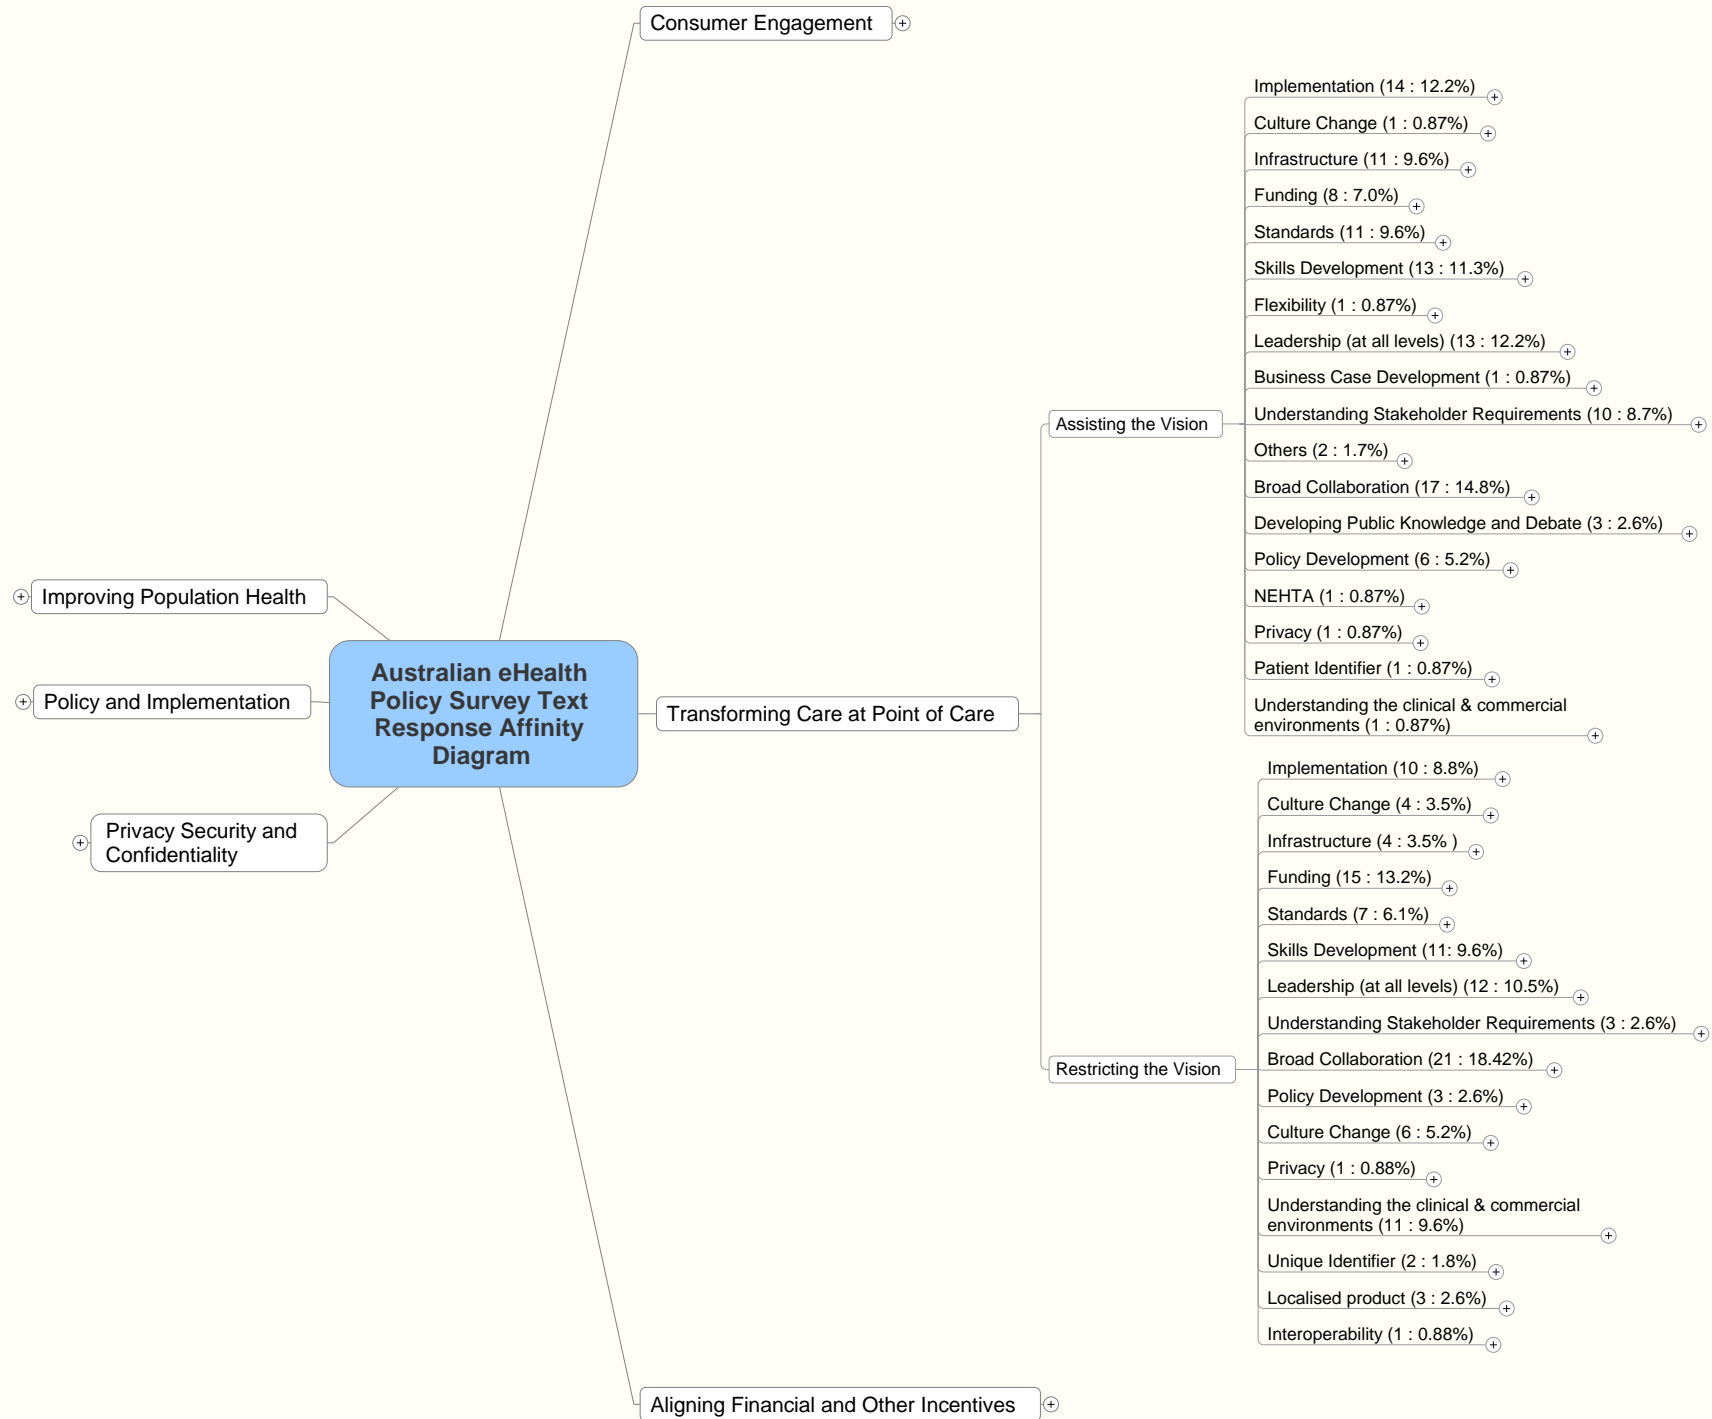 Consumer Engagement
Implementation (14 : 12.2%)
Culture Change (1 : 0.87%)
Infrastructure (11 : 9.6%)
Funding (8 : 7.0%)
Standards (11 : 9.6%)
Skills Development (13 : 11.3%)
Flexibility (1 : 0.87%)
Leadership (at all levels) (13 : 12.2%)
Business Case Development (1 : 0.87%)
Assisting the Vision
Understanding Stakeholder Requirements (10 : 8.7%)
Others (2 : 1.7%)
Broad Collaboration (17 : 14.8%)
Developing Public Knowledge and Debate (3 : 2.6%)
Policy Development (6 : 5.2%)
NEHTA (1 : 0.87%)
Privacy (1 : 0.87%)
Patient Identifier (1 : 0.87%)
Understanding the clinical & commercial
environments (1 : 0.87%)
Improving Population Health
Policy and Implementation
Privacy Security and
Confidentiality
Australian eHealth
Policy Survey Text
Response Affinity
Diagram
Transforming Care at Point of Care
Implementation (10 : 8.8%)
Culture Change (4 : 3.5%)
Infrastructure (4 : 3.5% )
Funding (15 : 13.2%)
Standards (7 : 6.1%)
Skills Development (11: 9.6%)
Leadership (at all levels) (12 : 10.5%)
Understanding Stakeholder Requirements (3 : 2.6%)
Restricting the Vision
Broad Collaboration (21 : 18.42%)
Policy Development (3 : 2.6%)
Culture Change (6 : 5.2%)
Privacy (1 : 0.88%)
Understanding the clinical & commercial
environments (11 : 9.6%)
Unique Identifier (2 : 1.8%)
Localised product (3 : 2.6%)
Interoperability (1 : 0.88%)
Aligning Financial and Other Incentives